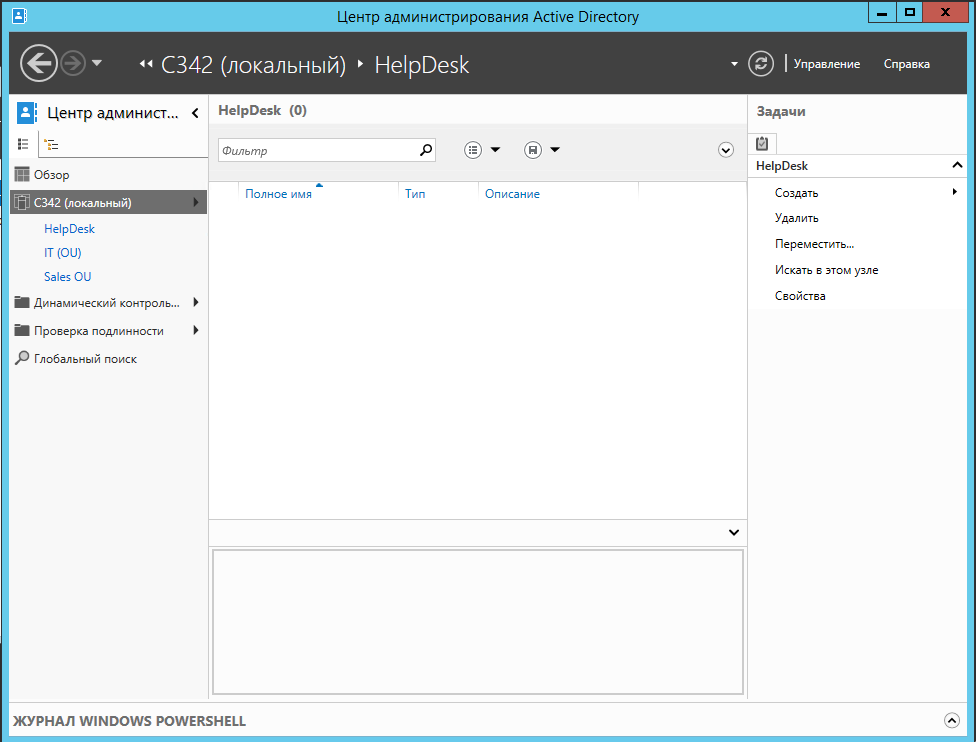 Центр администрирования Active Directory
С342 (локальный) HelpDesk
Управление Справка
Центр админист...
Обзор
С342 (локальный)
HelpDesk
IT (OU)
Sales OU
Динамический контроль...
Проверка подлинности
Глобальный поиск
HelpDesk (0)
Фильтр
Полное имя Тип Описание
Задачи
HelpDesk
Создать
Удалить
Переместить...
Искать в этом узле
Свойства
ЖУРНАЛ WINDOWS POWERSHELL